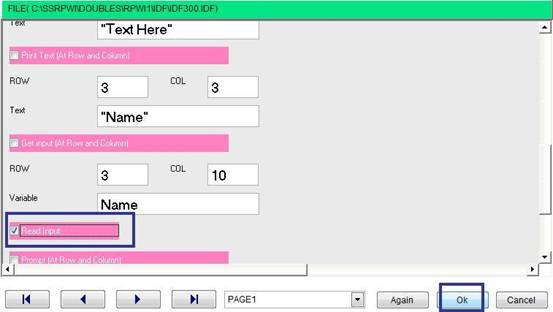 FILE( C:\SSRPWI\DOUBLES\RPWI1\IDF\IDF300.IDF)
Text "Text Here"
Print Text (At Row and Column)
ROW 3 COL 3
Text "Name"
Get input (At Row and Column)
ROW 3 COL 10
Variable Name
Read input
Prompt (At Row and Column)
PAGE1 Again Ok Cancel